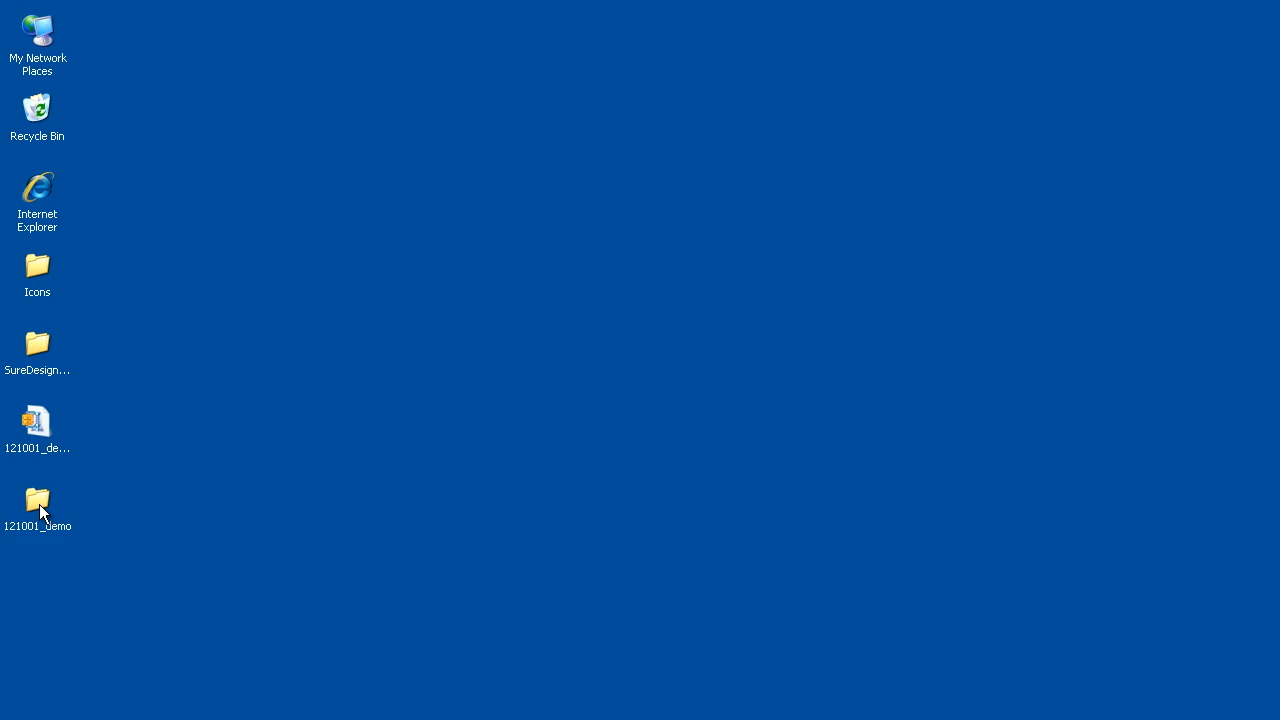 My Network
Places
Recycle Bin
Internet
Explorer
Icons
SureDesign...
121001_de...
121001_demo